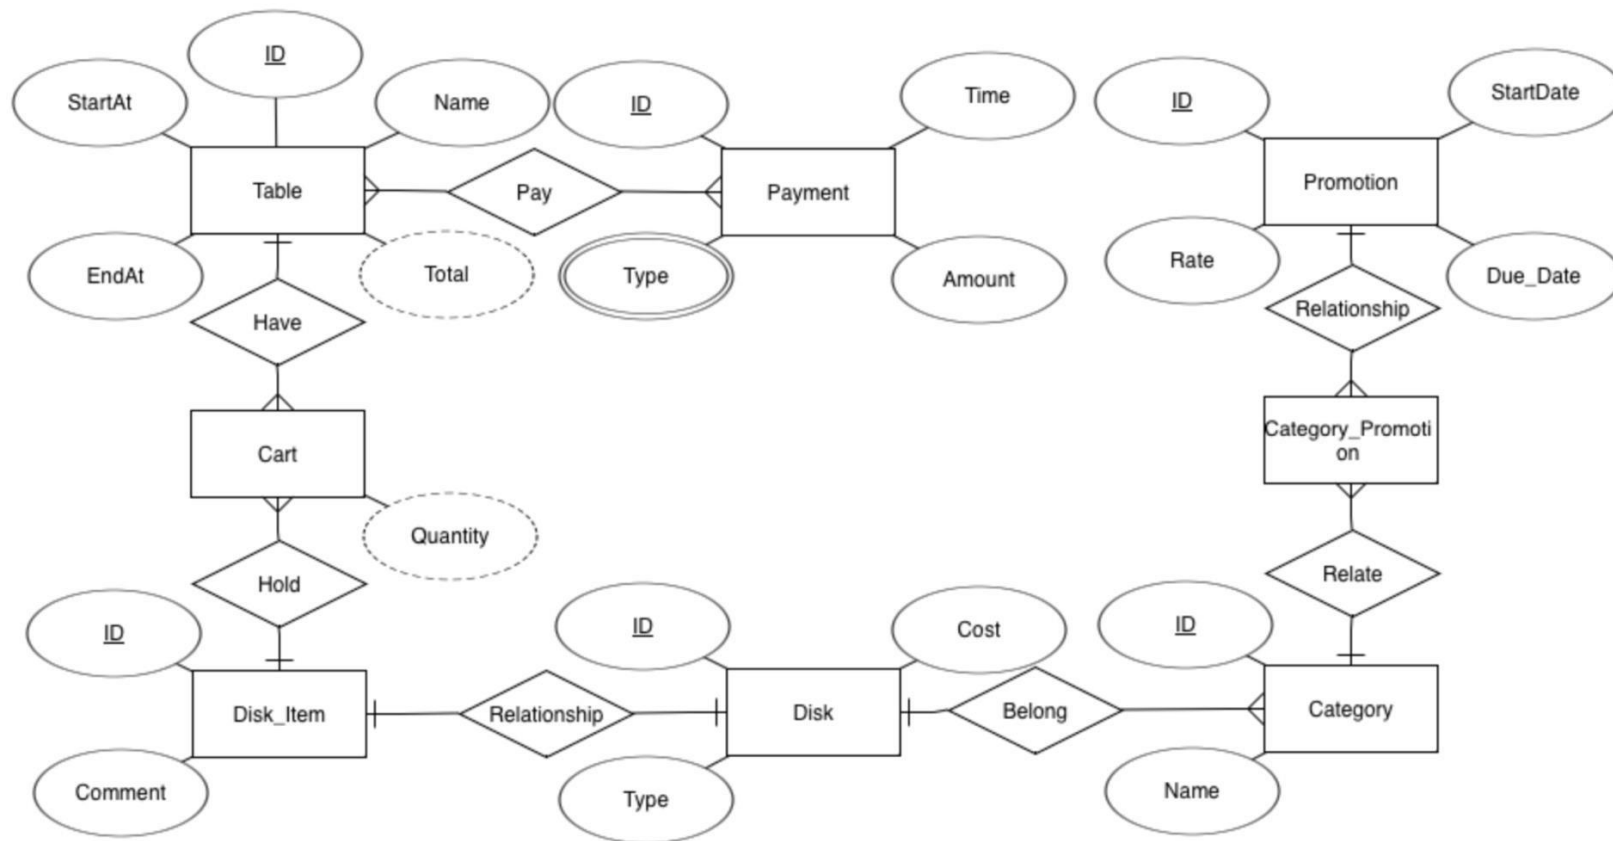 ID
StartAt
Name
ID
Time
ID
StartDate
Table
Pay
Payment
Promotion
EndAt
Total
Type
Amount
Rate
Due_Date
Have
Relationship
Cart
Category_Promoti
on
Quantity
Hold
Relate
ID
ID
Cost
ID
Disk_Item
Relationship
Disk
Belong
Category
Comment
Type
Name